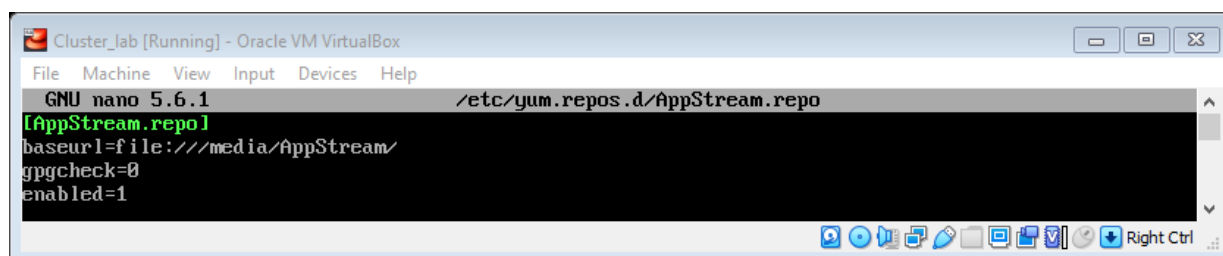 Cluster_lab [Running] - Oracle VM VirtualBox
File Machine View Input Devices Help
GNU nano 5.6.1 /etc/yum.repos.d/AppStream.repo
[AppStream.repo]
baseurl=file:///media/AppStream/
gpgcheck=0
enabled=1
Right Ctrl